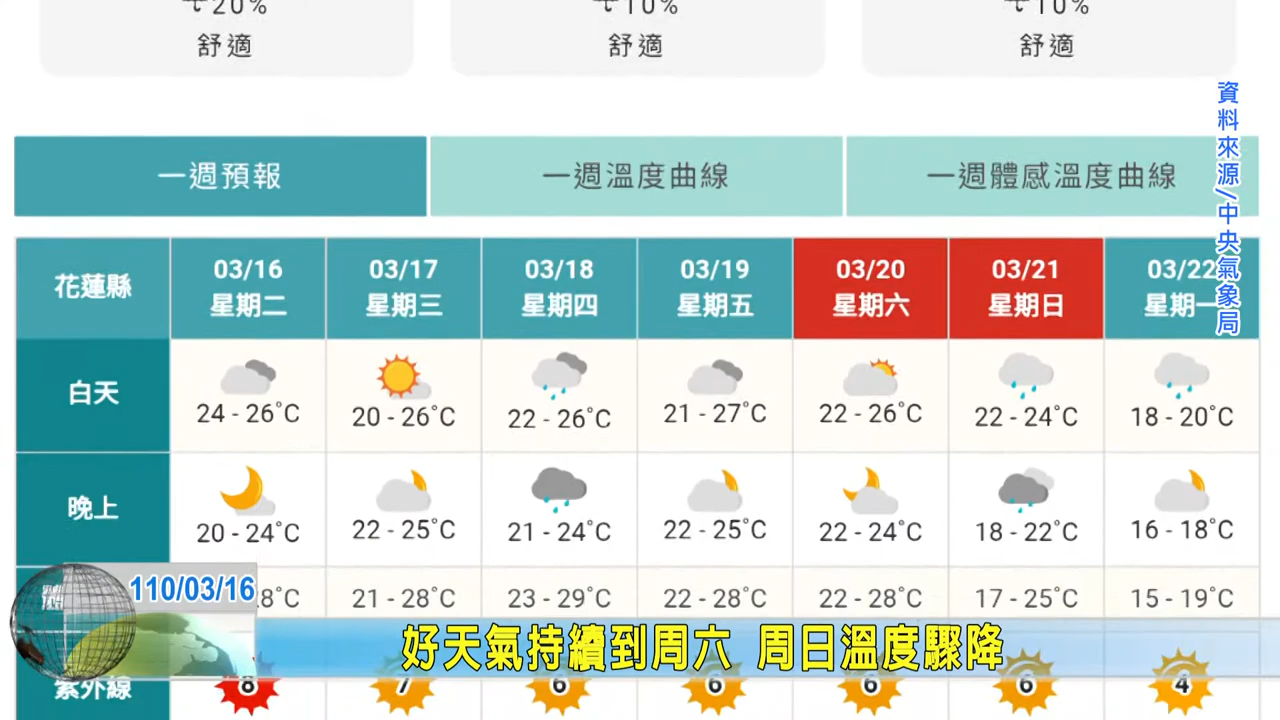 20%
10%
10%
舒適
舒適
舒適
資料來源/中央氣象局
一週預報
一週溫度曲線
一週體感溫度曲線
花蓮縣
03/16
星期二
03/17
星期三
03/18
星期四
03/19
星期五
03/20
星期六
03/21
星期日
03/22
星期一
白天
24 - 26°C
20 - 26°C
22 - 26°C
21 - 27°C
22 - 26°C
22 - 24°C
18 - 20°C
晚上
20 - 24°C
22 - 25°C
21 - 24°C
22 - 25°C
22 - 24°C
18 - 22°C
16 - 18°C
110/03/16
8°C
21 - 28°C
23 - 29°C
22 - 28°C
22 - 28°C
17 - 25°C
15 - 19°C
好天氣持續到周六 周日溫度驟降
紫外線
8
7
6
6
6
6
4